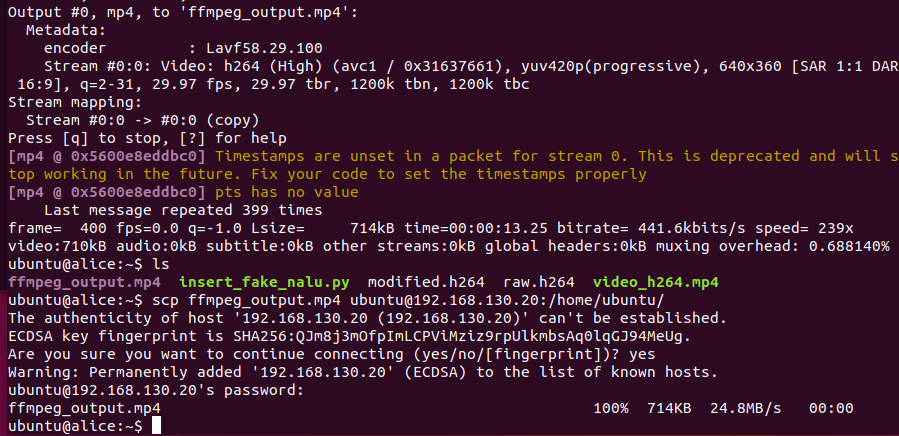 Output #0, mp4, to 'ffmpeg_output.mp4':
  Metadata:
    encoder         : Lavf58.29.100
    Stream #0:0: Video: h264 (High) (avc1 / 0x31637661), yuv420p(progressive), 640x360 [SAR 1:1 DAR
 16:9], q=2-31, 29.97 fps, 29.97 tbr, 1200k tbn, 1200k tbc
Stream mapping:
  Stream #0:0 -> #0:0 (copy)
Press [q] to stop, [?] for help
[mp4 @ 0x5600e8eddbc0] Timestamps are unset in a packet for stream 0. This is deprecated and will s
top working in the future. Fix your code to set the timestamps properly
[mp4 @ 0x5600e8eddbc0] pts has no value
    Last message repeated 399 times
frame=  400 fps=0.0 q=-1.0 Lsize=     714kB time=00:00:13.25 bitrate= 441.6kbits/s speed= 239x
video:710kB audio:0kB subtitle:0kB other streams:0kB global headers:0kB muxing overhead: 0.688140%
ubuntu@alice:~$ ls
ffmpeg_output.mp4  insert_fake_nalu.py  modified.h264  raw.h264  video_h264.mp4
ubuntu@alice:~$ scp ffmpeg_output.mp4 ubuntu@192.168.130.20:/home/ubuntu/
The authenticity of host '192.168.130.20 (192.168.130.20)' can't be established.
ECDSA key fingerprint is SHA256:QJm8j3mOfpImLCPViMziz9rpUlkmbsAq0lqGJ94MeUg.
Are you sure you want to continue connecting (yes/no/[fingerprint])? yes
Warning: Permanently added '192.168.130.20' (ECDSA) to the list of known hosts.
ubuntu@192.168.130.20's password:
ffmpeg_output.mp4                                                100%  714KB  24.8MB/s   00:00
ubuntu@alice:~$